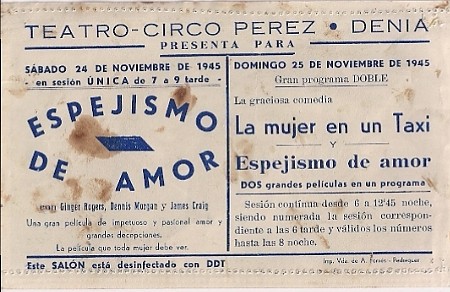 TEATRO-CIRCO PEREZ • DENIA
PRESENTA PARA
SÁBADO 24 DE NOVIEMBRE DE 1945
- en sesión ÚNICA de 7 a 9 tarde -
ESPEJISMO
DE AMOR
Ginger Rogers, Dennis Morgan y James Craig
Una gran película de impetuoso y pasional amor y
grandes decepciones.
La película que toda mujer debe ver.
Este SALÓN está desinfectado con DDT
DOMINGO 25 DE NOVIEMBRE DE 1945
Gran programa DOBLE
La graciosa comedia
La mujer en un Taxi
Y
Espejismo de amor
DOS grandes películas en un programa
Sesión contínua desde 6 a 12'45 noche,
siendo numerada la sesión correspon-
diente a las 6 tarde y válidos los números
hasta las 8 noche.
Imp. Vda. de A. - Pedreguer